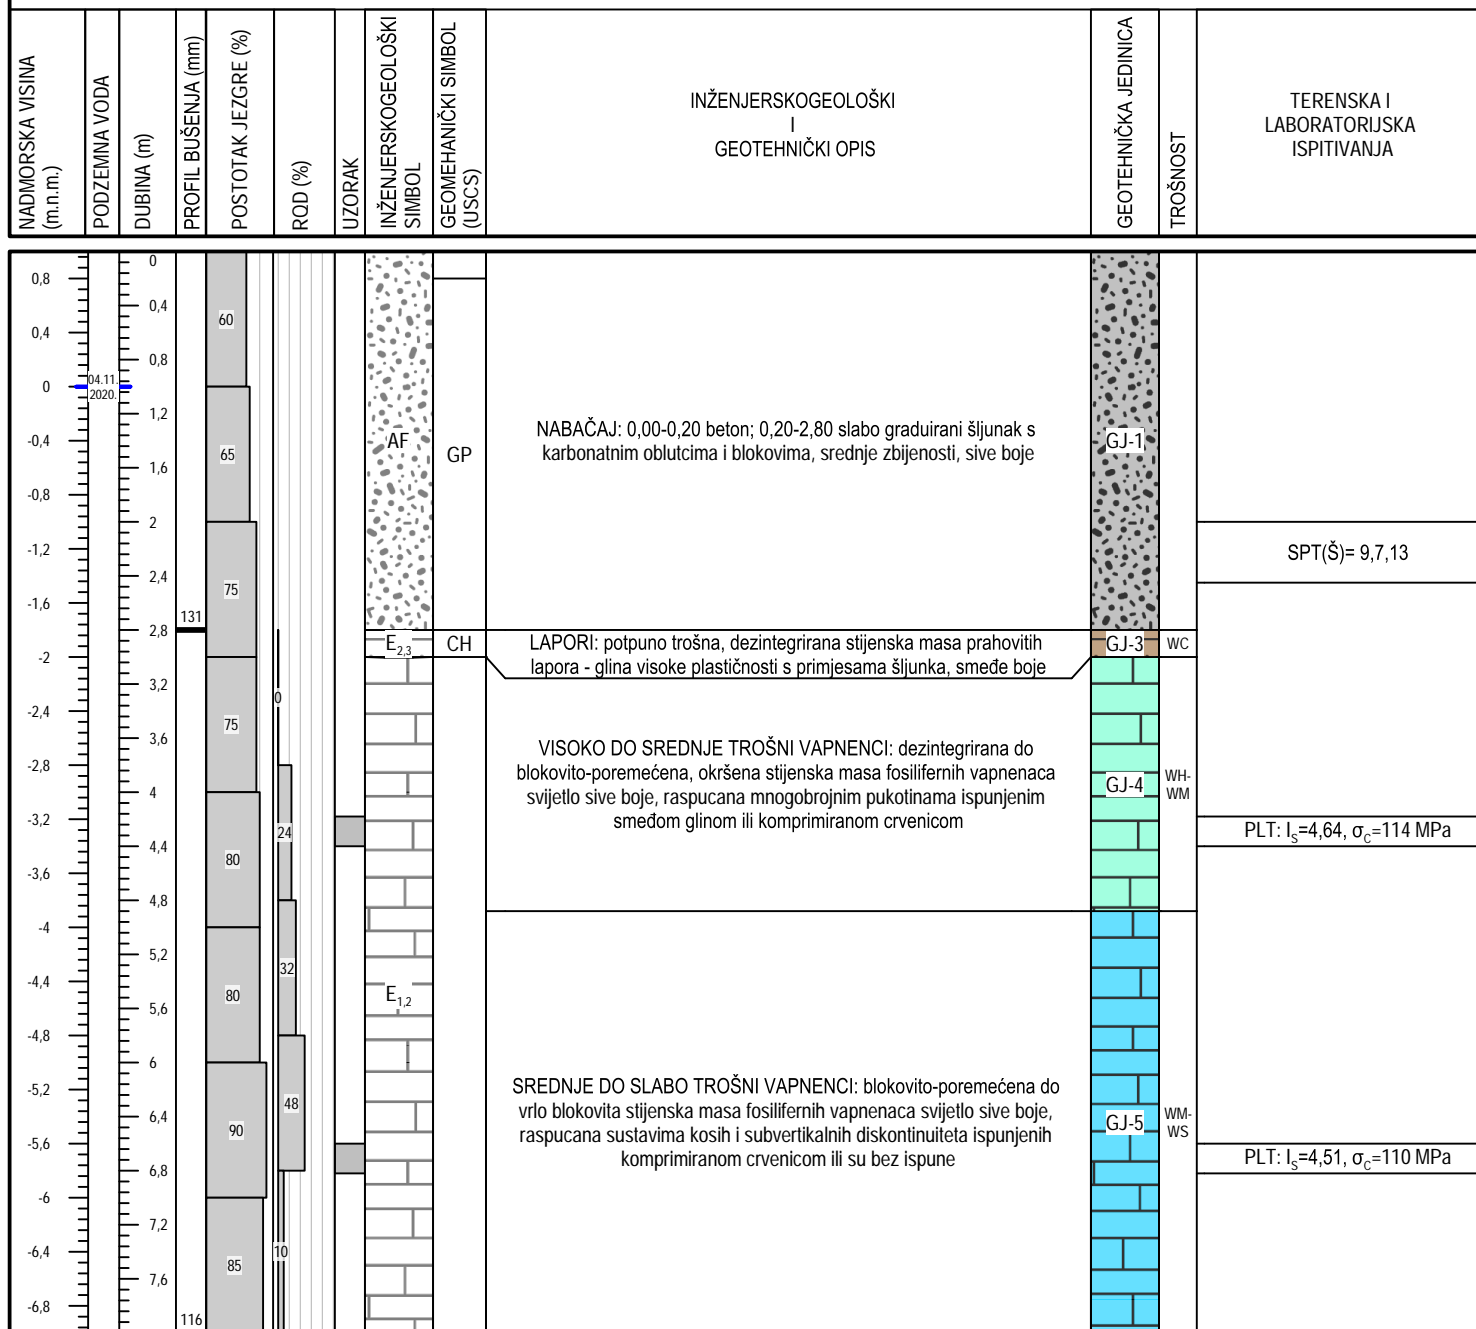 NADMORSKA VISINA
(m.n.m.)
PODZEMNA VODA
DUBINA (m)
PROFIL BUŠENJA (mm)
POSTOTAK JEZGRE (%)
RQD (%)
UZORAK
INŽENJERSKOGEOLOŠKI
SIMBOL
GEOMEHANIČKI SIMBOL
(USCS)
INŽENJERSKOGEOLOŠKI
I
GEOTEHNIČKI OPIS
GEOTEHNIČKA JEDINICA
TROŠNOST
TERENSKA I
LABORATORIJSKA
ISPITIVANJA
0,8
0,4
0
-0,4
-0,8
-1,2
-1,6
-2
-2,4
-2,8
-3,2
-3,6
-4
-4,4
-4,8
-5,2
-5,6
-6
-6,4
-6,8
04.11.
2020.
0
0,4
0,8
1,2
1,6
2
2,4
2,8
3,2
3,6
4
4,4
4,8
5,2
5,6
6
6,4
6,8
7,2
7,6
131
116
60
65
75
75
80
80
90
85
0
24
32
48
10
AF
E2,3
E1,2
GP
CH
NABAČAJ: 0,00-0,20 beton; 0,20-2,80 slabo graduirani šljunak s
karbonatnim oblutcima i blokovima, srednje zbijenosti, sive boje
LAPORI: potpuno trošna, dezintegrirana stijenska masa prahovitih
lapora - glina visoke plastičnosti s primjesama šljunka, smeđe boje
VISOKO DO SREDNJE TROŠNI VAPNENCI: dezintegrirana do
blokovito-poremećena, okršena stijenska masa fosilifernih vapnenaca
svijetlo sive boje, raspucana mnogobrojnim pukotinama ispunjenim
smeđom glinom ili komprimiranom crvenicom
SREDNJE DO SLABO TROŠNI VAPNENCI: blokovito-poremećena do
vrlo blokovita stijenska masa fosilifernih vapnenaca svijetlo sive boje,
raspucana sustavima kosih i subvertikalnih diskontinuiteta ispunjenih
komprimiranom crvenicom ili su bez ispune
GJ-1
GJ-3
GJ-4
GJ-5
WC
WH-
WM
WM-
WS
SPT(Š)= 9,7,13
PLT: IS=4,64, σC=114 MPa
PLT: IS=4,51, σC=110 MPa